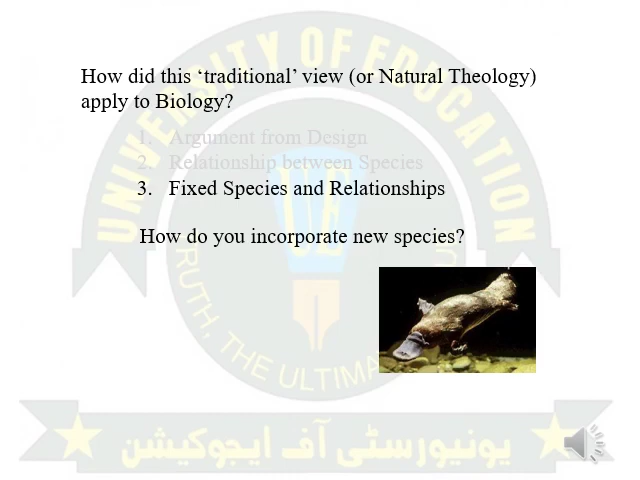 How did this ‘traditional’ view (or Natural Theology)
apply to Biology?
1. Argument from Design
2. Relationship between Species
3. Fixed Species and Relationships
How do you incorporate new species?
UNIVERSITY OF EDUCATION
UE
TRUTH, THE ULTIMA
یونیورسٹی آف ایجوکیشن